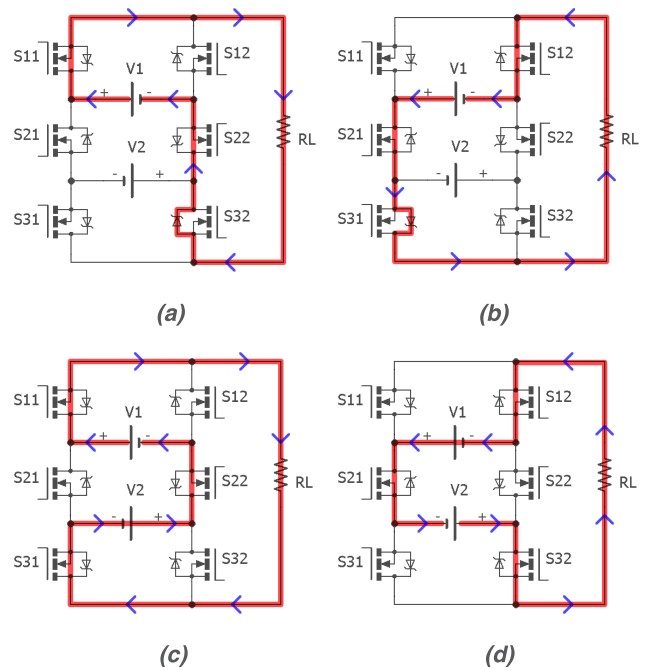 S11 S12 V1 + - S21 S22 RL V2 - + S31 S32
(a)
S11 S12 V1 + - S21 S22 RL V2 - + S31 S32
(b)
S11 S12 V1 + - S21 S22 RL V2 - + S31 S32
(c)
S11 S12 V1 + - S21 S22 RL V2 - + S31 S32
(d)